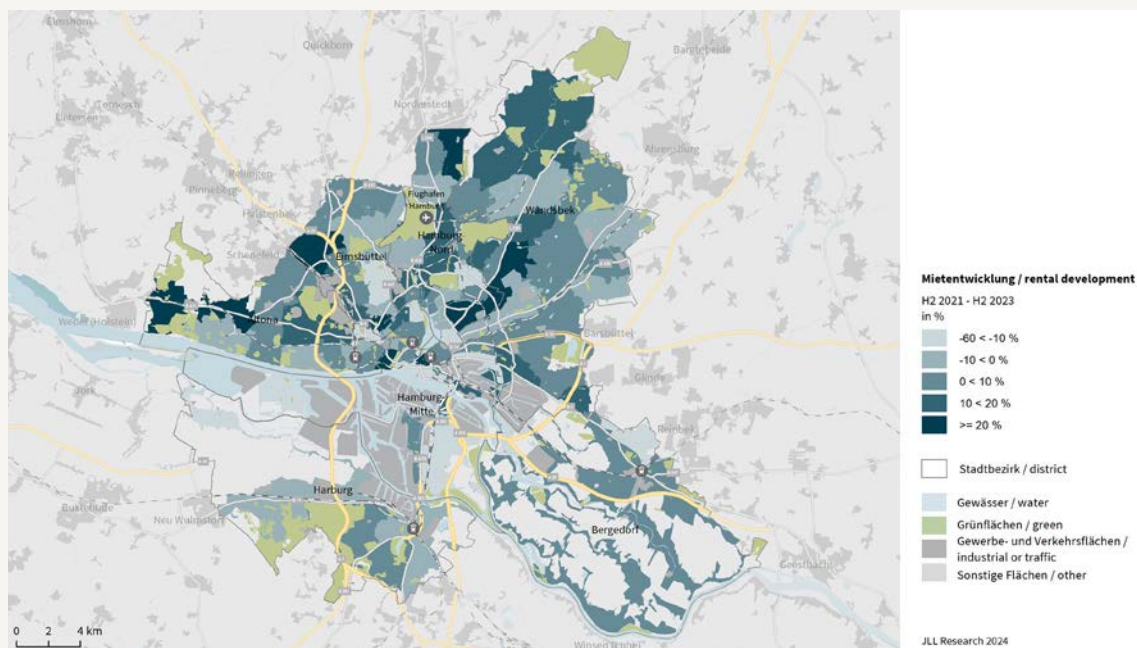 Elmshorn
Quickhorn
Bargteheide
Tornesch
Norderstedt
Uetersen
Ahrensburg
Rellingen
Pinneberg
Flughafen
Hamburg
Wandsbek
Halstenbek
Hamburg-
Nord
Schenefeld
Eimsbüttel
Altona
Wedel (Holstein)
Barsbüttel
Jork
Glinde
Hamburg-
Mitte
Reinbek
Harburg
Buxtehude
Neu Wulmstorf
Bergedorf
Geesthacht
0 2 4 km
Mietentwicklung / rental development
H2 2021 - H2 2023
in %
-60 < -10 %
-10 < 0 %
0 < 10 %
10 < 20 %
>= 20 %
Stadtbezirk / district
Gewässer / water
Grünflächen / green
Gewerbe- und Verkehrsflächen /
industrial or traffic
Sonstige Flächen / other
JLL Research 2024